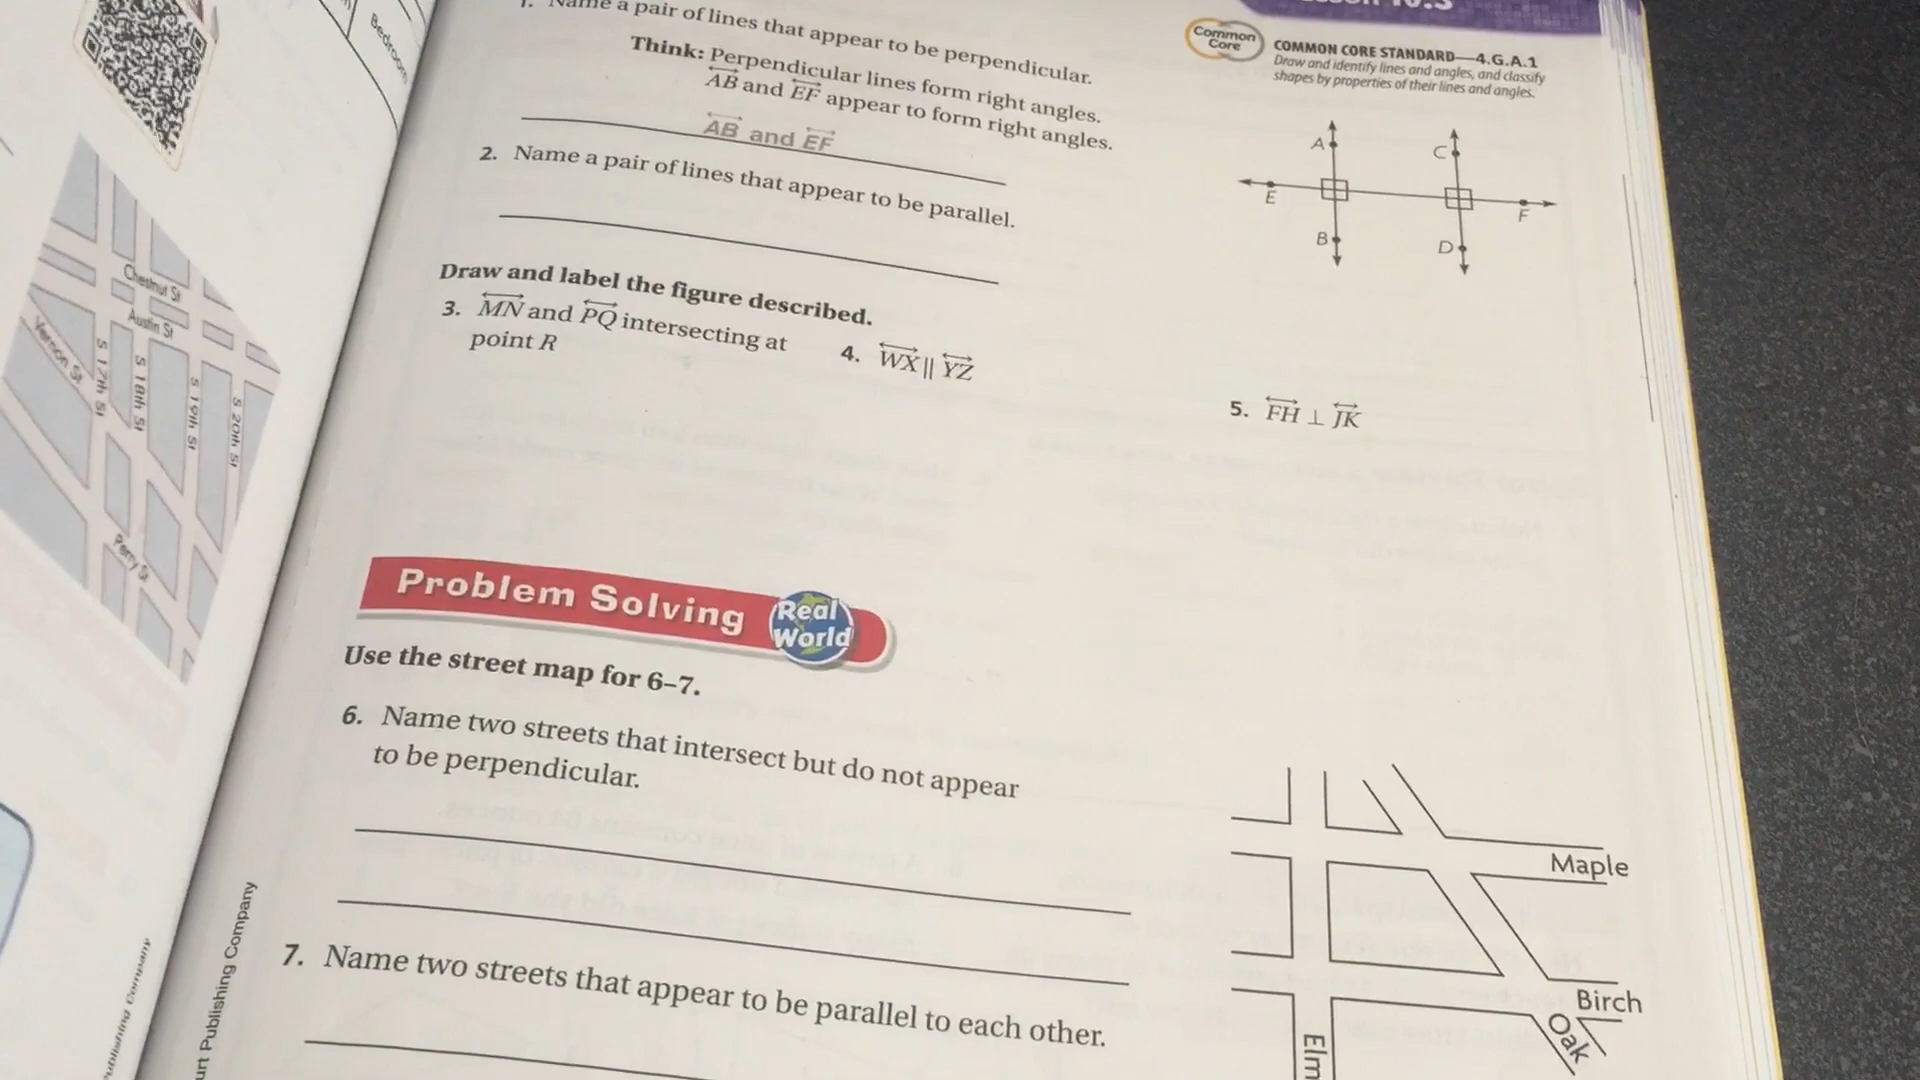 1. Name a pair of lines that appear to be perpendicular.
Think: Perpendicular lines form right angles.
AB and EF appear to form right angles.
AB and EF
2. Name a pair of lines that appear to be parallel.
Draw and label the figure described.
3. MN and PQ intersecting at
point R
4. WX || YZ
5. FH ⊥ JK
Common
Core
COMMON CORE STANDARD—4.G.A.1
Draw and identify lines and angles, and classify
shapes by properties of their lines and angles.
A
C
E
F
B
D
Problem Solving
Real
World
Use the street map for 6–7.
6. Name two streets that intersect but do not appear
to be perpendicular.
7. Name two streets that appear to be parallel to each other.
Maple
Birch
Oak
Elm
Bedroom
Chestnut St
Austin St
Vernon St
S 17th St
S 18th St
S 19th St
S 20th St
Perry St
Publishing Company
Publishing Company